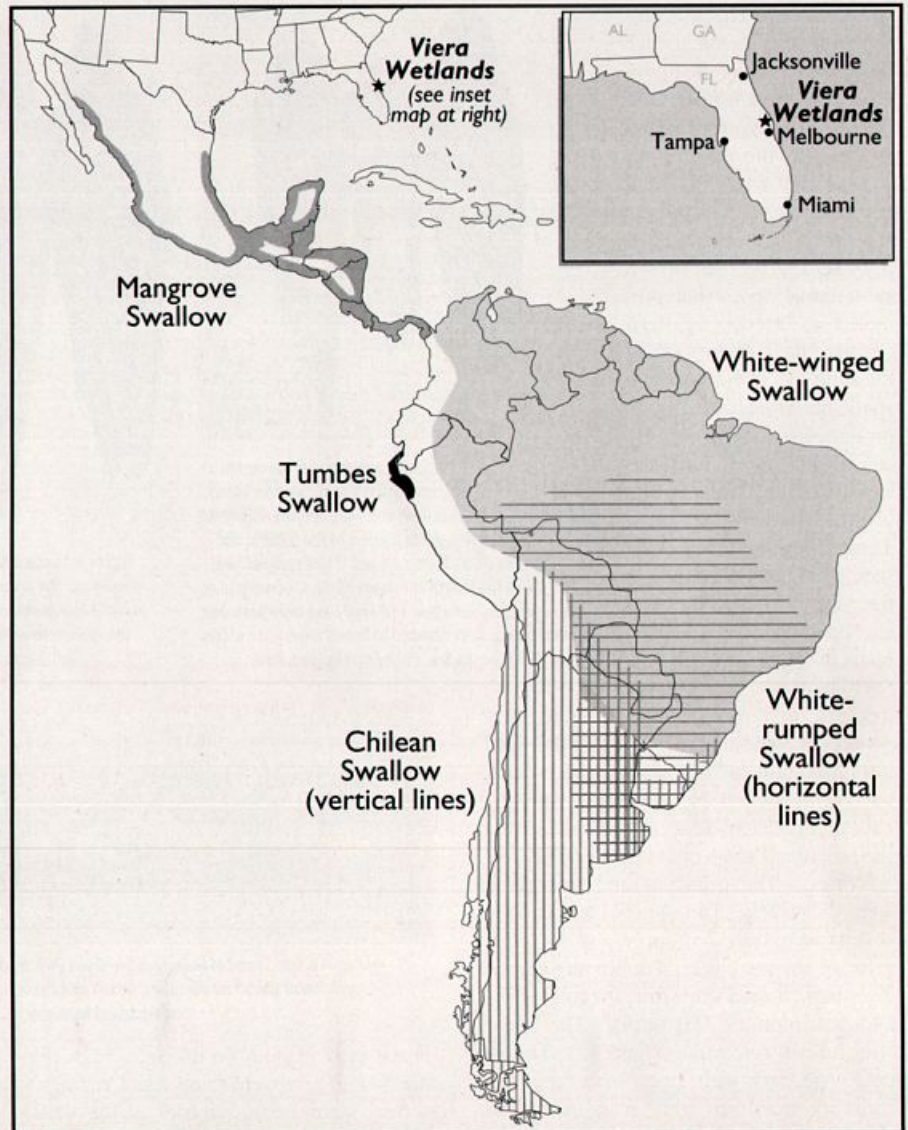 Viera
Wetlands
(see inset
map at right)
AL
GA
FL
Jacksonville
Viera
Wetlands
Melbourne
Tampa
Miami
Mangrove
Swallow
White-winged
Swallow
Tumbes
Swallow
Chilean
Swallow
(vertical lines)
White-
rumped
Swallow
(horizontal
lines)